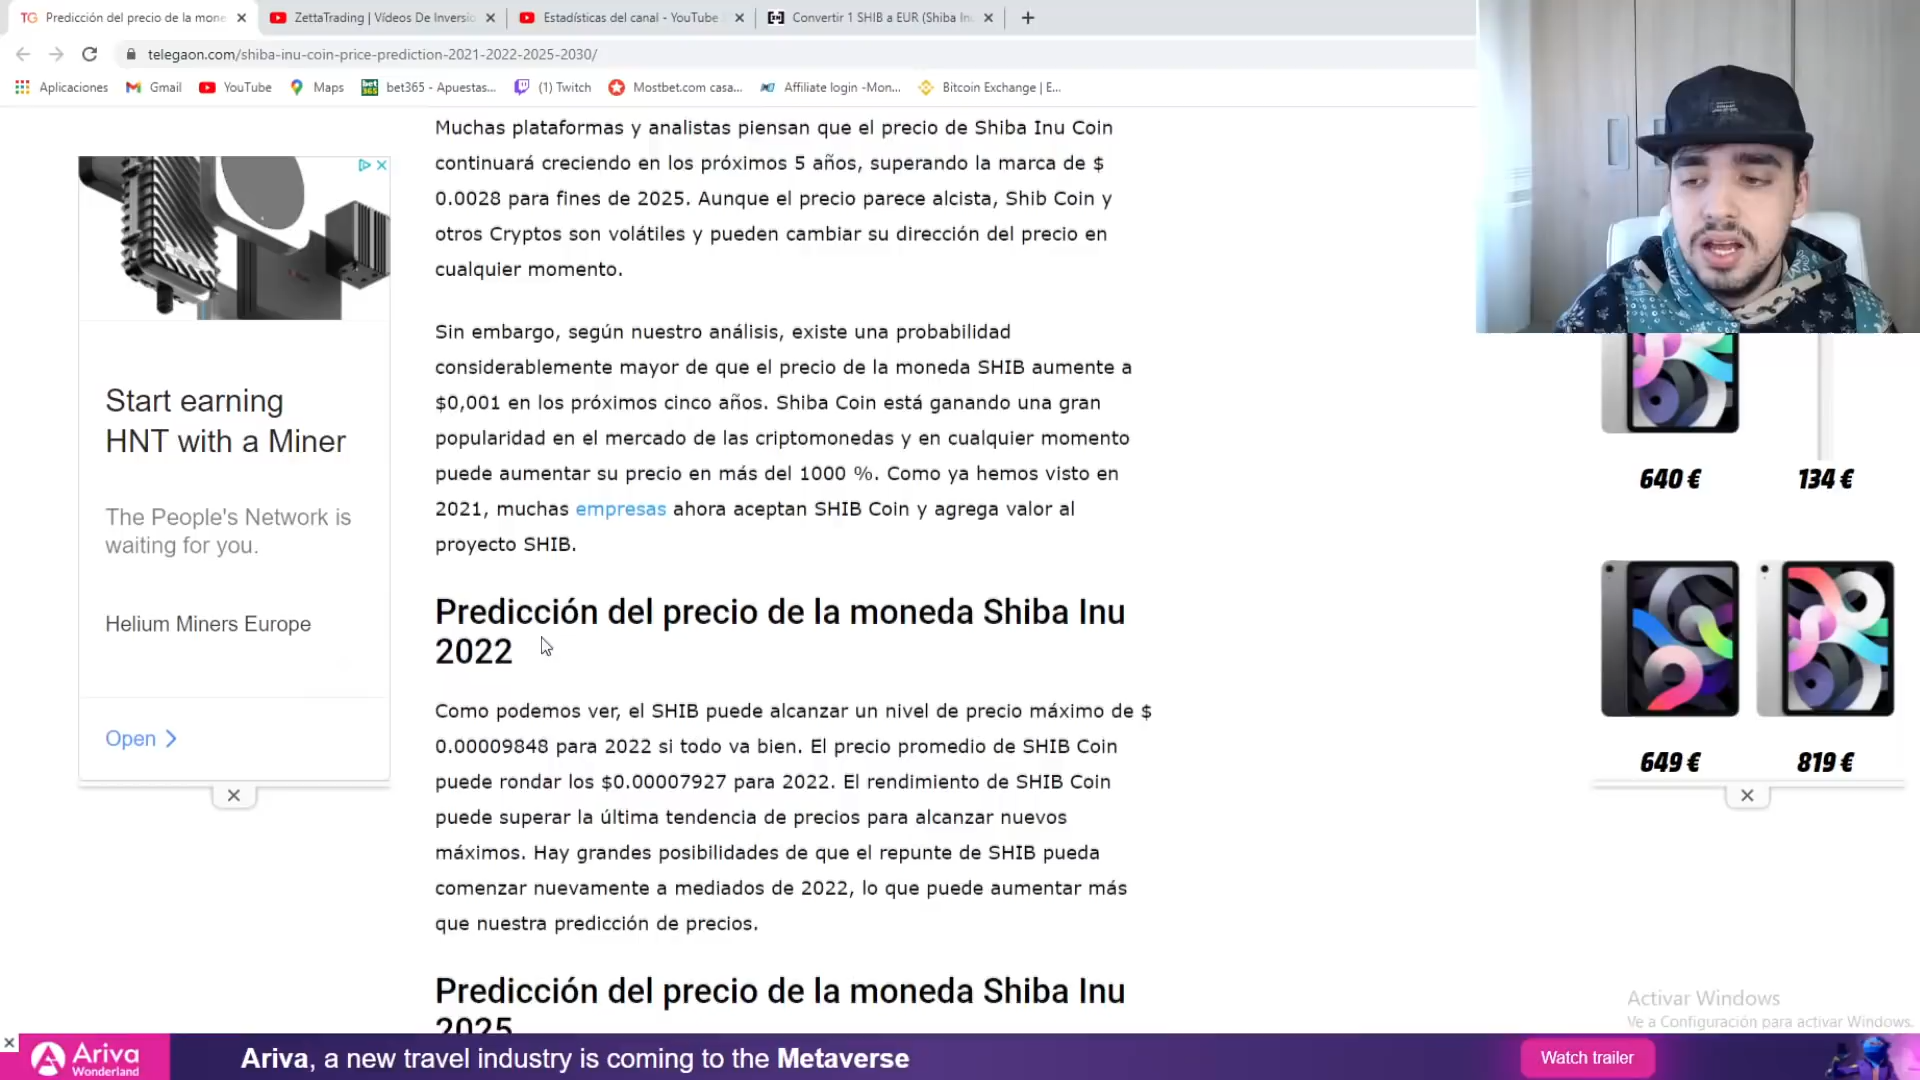 TG Predicción del precio de la mone
ZettaTrading | Vídeos De Inversió
Estadísticas del canal - YouTube
Convertir 1 SHIB a EUR (Shiba In
telegaon.com/shiba-inu-coin-price-prediction-2021-2022-2025-2030/
Aplicaciones
Gmail
YouTube
Maps
bet365 - Apuestas...
(1) Twitch
Mostbet.com casa...
Affiliate login -Mon...
Bitcoin Exchange | E...
Muchas plataformas y analistas piensan que el precio de Shiba Inu Coin
continuará creciendo en los próximos 5 años, superando la marca de $
0.0028 para fines de 2025. Aunque el precio parece alcista, Shib Coin y
otros Cryptos son volátiles y pueden cambiar su dirección del precio en
cualquier momento.
Sin embargo, según nuestro análisis, existe una probabilidad
considerablemente mayor de que el precio de la moneda SHIB aumente a
$0,001 en los próximos cinco años. Shiba Coin está ganando una gran
popularidad en el mercado de las criptomonedas y en cualquier momento
puede aumentar su precio en más del 1000 %. Como ya hemos visto en
2021, muchas empresas ahora aceptan SHIB Coin y agrega valor al
proyecto SHIB.
Predicción del precio de la moneda Shiba Inu
2022
Como podemos ver, el SHIB puede alcanzar un nivel de precio máximo de $
0.00009848 para 2022 si todo va bien. El precio promedio de SHIB Coin
puede rondar los $0.00007927 para 2022. El rendimiento de SHIB Coin
puede superar la última tendencia de precios para alcanzar nuevos
máximos. Hay grandes posibilidades de que el repunte de SHIB pueda
comenzar nuevamente a mediados de 2022, lo que puede aumentar más
que nuestra predicción de precios.
Predicción del precio de la moneda Shiba Inu
2025
Start earning
HNT with a Miner
The People's Network is
waiting for you.
Helium Miners Europe
Open
640 €
134 €
649 €
819 €
Activar Windows
Ve a Configuración para activar Windows.
Ariva
Wonderland
Ariva, a new travel industry is coming to the Metaverse
Watch trailer